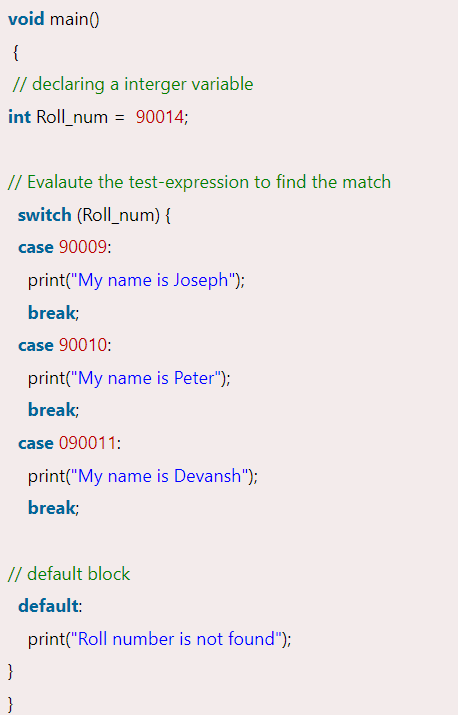 void main()
{
// declaring a interger variable
int Roll_num =  90014;
// Evalaute the test-expression to find the match
switch (Roll_num) {
case 90009:
print("My name is Joseph");
break;
case 90010:
print("My name is Peter");
break;
case 090011:
print("My name is Devansh");
break;
// default block
default:
print("Roll number is not found");
}
}